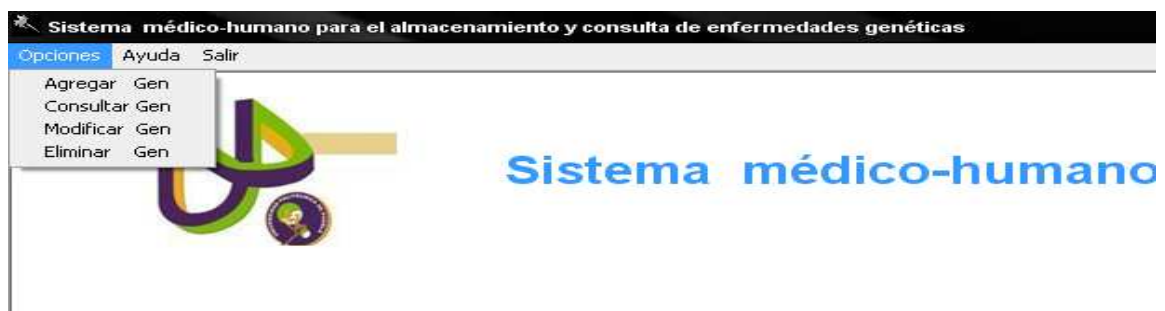 Sistema médico-humano para el almacenamiento y consulta de enfermedades genéticas
Opciones Ayuda Salir
Agregar Gen
Consultar Gen
Modificar Gen
Eliminar Gen
Sistema médico-humano